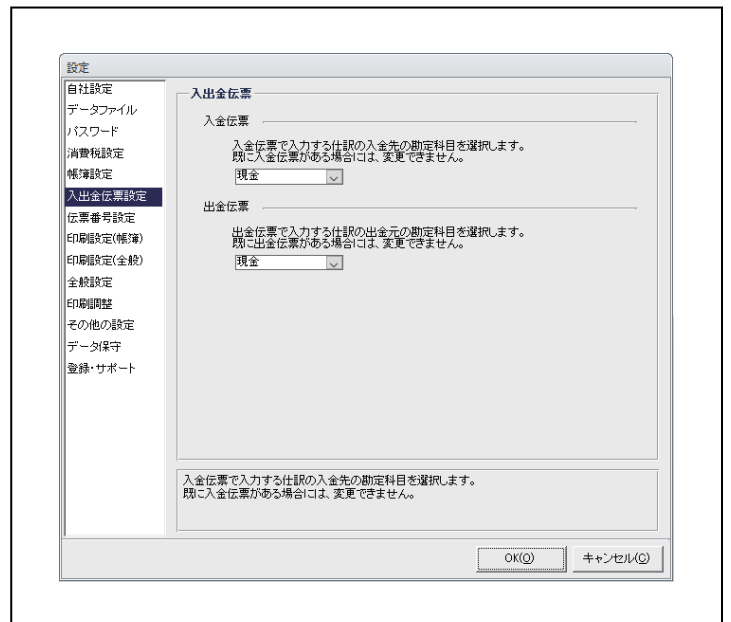 設定
自社設定
データファイル
パスワード
消費税設定
帳簿設定
入出金伝票設定
伝票番号設定
印刷設定(帳簿)
印刷設定(全般)
全般設定
印刷調整
その他の設定
データ保守
登録・サポート
入出金伝票
入金伝票
入金伝票で入力する仕訳の入金先の勘定科目を選択します。
既に入金伝票がある場合には、変更できません。
現金
出金伝票
出金伝票で入力する仕訳の出金元の勘定科目を選択します。
既に出金伝票がある場合には、変更できません。
現金
入金伝票で入力する仕訳の入金先の勘定科目を選択します。
既に入金伝票がある場合には、変更できません。
OK(O)
キャンセル(C)